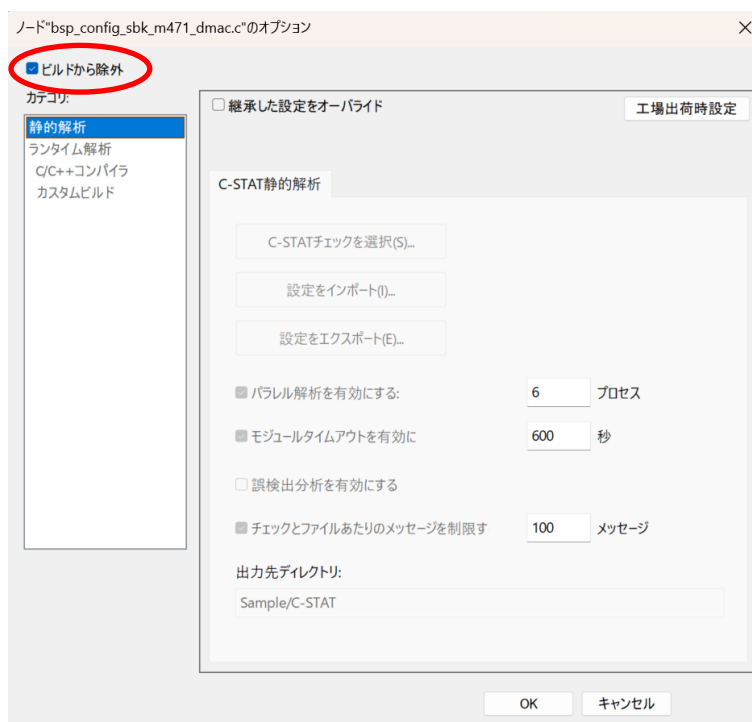 ノード"bsp_config_sbk_m471_dmac.c"のオプション
ビルドから除外
カテゴリ:
静的解析
ランタイム解析
C/C++コンパイラ
カスタムビルド
継承した設定をオーバライド
工場出荷時設定
C-STAT静的解析
C-STATチェックを選択(S)...
設定をインポート(I)...
設定をエクスポート(E)...
パラレル解析を有効にする: 6 プロセス
モジュールタイムアウトを有効に 600 秒
誤検出分析を有効にする
チェックとファイルあたりのメッセージを制限す 100 メッセージ
出力先ディレクトリ:
Sample/C-STAT
OK キャンセル